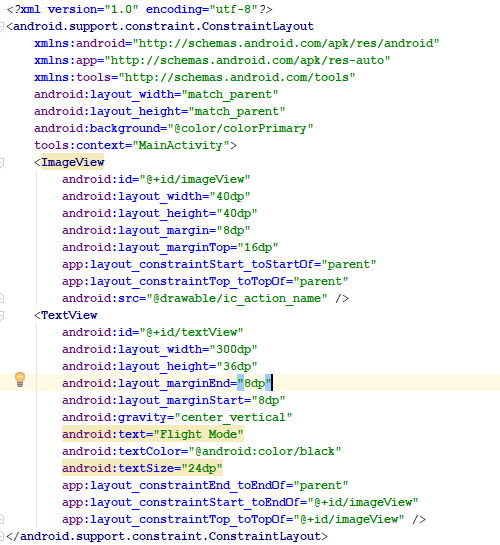 <?xml version="1.0" encoding="utf-8"?>
<android.support.constraint.ConstraintLayout
xmlns:android="http://schemas.android.com/apk/res/android"
xmlns:app="http://schemas.android.com/apk/res-auto"
xmlns:tools="http://schemas.android.com/tools"
android:layout_width="match_parent"
android:layout_height="match_parent"
android:background="@color/colorPrimary"
tools:context="MainActivity">
<ImageView
android:id="@+id/imageView"
android:layout_width="40dp"
android:layout_height="40dp"
android:layout_margin="8dp"
android:layout_marginTop="16dp"
app:layout_constraintStart_toStartOf="parent"
app:layout_constraintTop_toTopOf="parent"
android:src="@drawable/ic_action_name" />
<TextView
android:id="@+id/textView"
android:layout_width="300dp"
android:layout_height="36dp"
android:layout_marginEnd="8dp"
android:layout_marginStart="8dp"
android:gravity="center_vertical"
android:text="Flight Mode"
android:textColor="@android:color/black"
android:textSize="24dp"
app:layout_constraintEnd_toEndOf="parent"
app:layout_constraintStart_toEndOf="@+id/imageView"
app:layout_constraintTop_toTopOf="@+id/imageView" />
</android.support.constraint.ConstraintLayout>